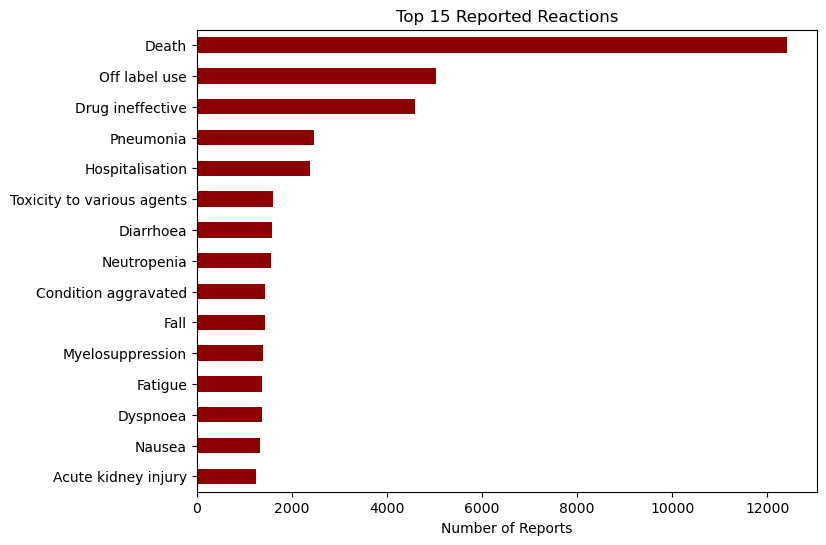 Top 15 Reported Reactions
Death
Off label use
Drug ineffective
Pneumonia
Hospitalisation
Toxicity to various agents
Diarrhoea
Neutropenia
Condition aggravated
Fall
Myelosuppression
Fatigue
Dyspnoea
Nausea
Acute kidney injury
0 2000 4000 6000 8000 10000 12000
Number of Reports